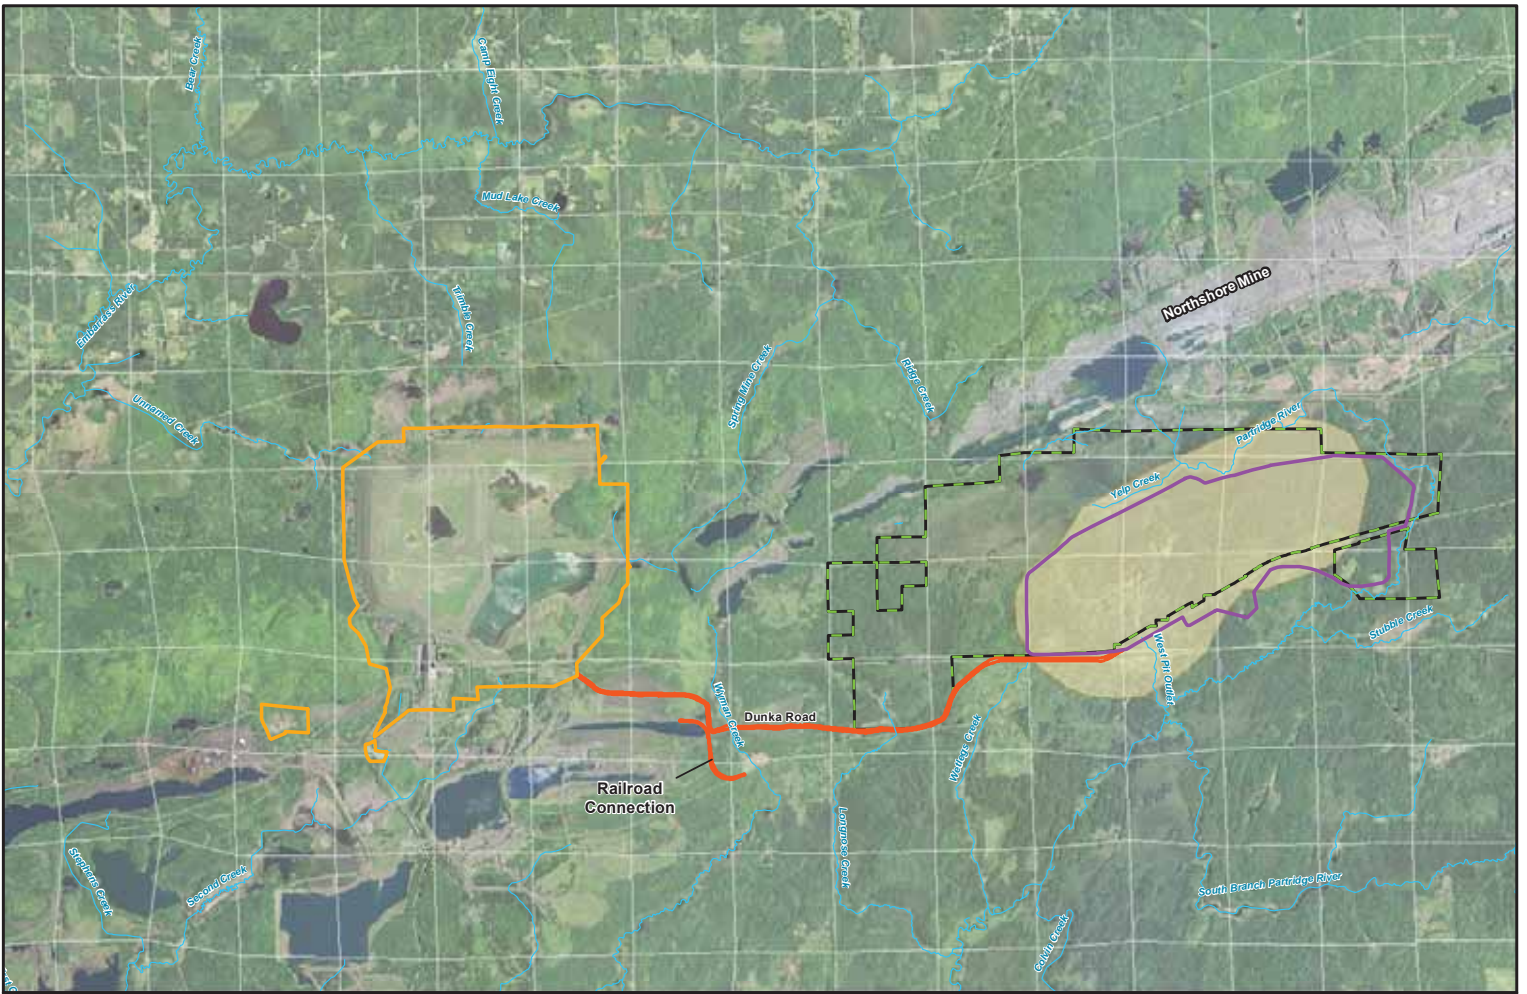 Bear Creek
Camp Eight Creek
Mud Lake Creek
Embarrass River
Trimble Creek
Northshore Mine
Spring Mine Creek
Ridge Creek
Unnamed Creek
Partridge River
Yelp Creek
Stubble Creek
West Pit Outlet
Wyman Creek
Dunka Road
Wetlegs Creek
Railroad
Connection
Longnose Creek
Stephens Creek
Second Creek
South Branch Partridge River
Calvin Creek